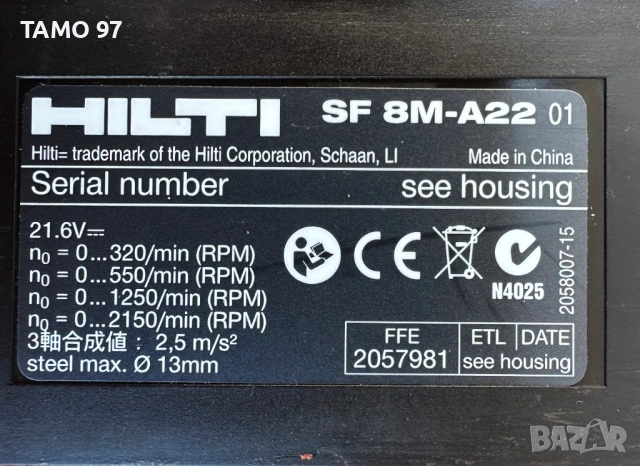 TAMO 97
HILTI SF 8M-A22 01
Hilti= trademark of the Hilti Corporation, Schaan, LI Made in China
Serial number see housing
21.6V⎓
n₀ = 0...320/min (RPM)
n₀ = 0...550/min (RPM)
n₀ = 0...1250/min (RPM)
n₀ = 0...2150/min (RPM)
3軸合成値：2,5 m/s²
steel max. Ø 13mm
CE
N4025
2058007-15
FFE ETL DATE
2057981 see housing
BAZAR